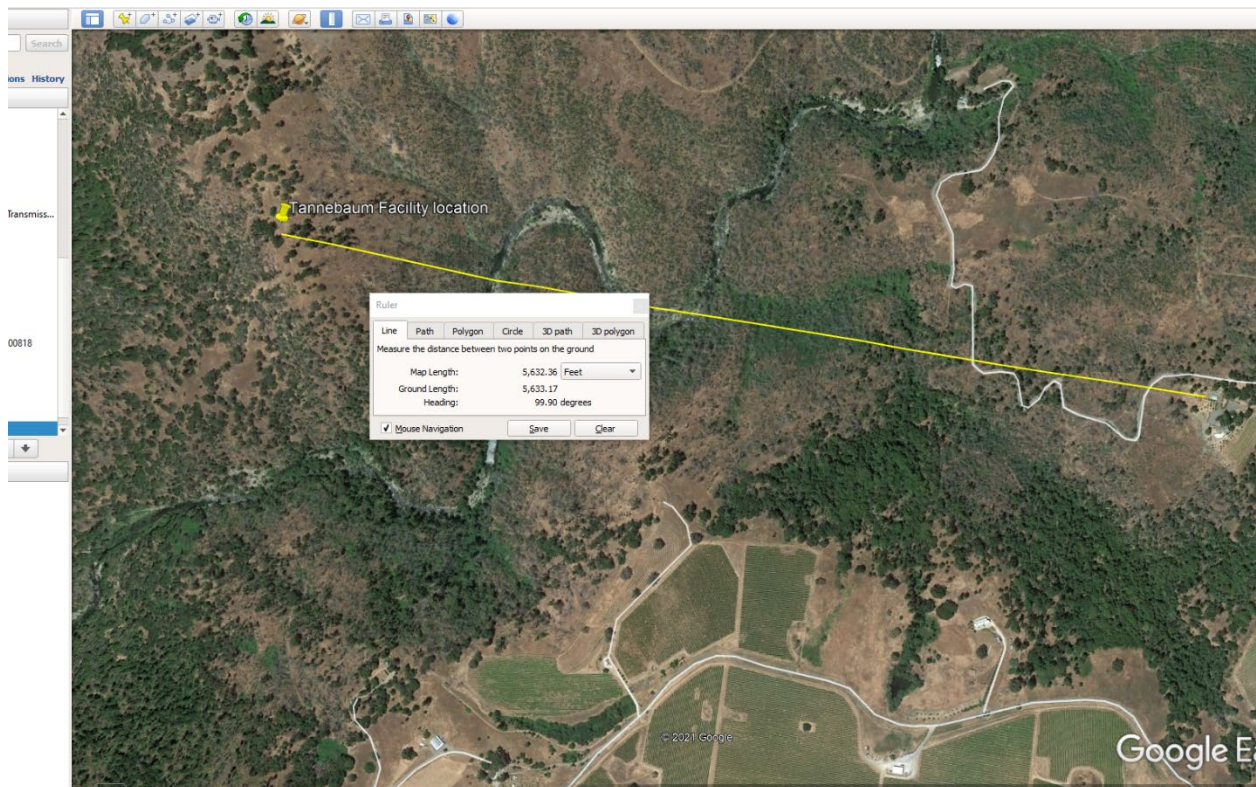 Search
ons History
Transmiss...
00818
Tannebaum Facility location
Ruler
Line Path Polygon Circle 3D path 3D polygon
Measure the distance between two points on the ground
Map Length: 5,632.36 Feet
Ground Length: 5,633.17
Heading: 99.90 degrees
Mouse Navigation Save Clear
© 2021 Google
Google Ea